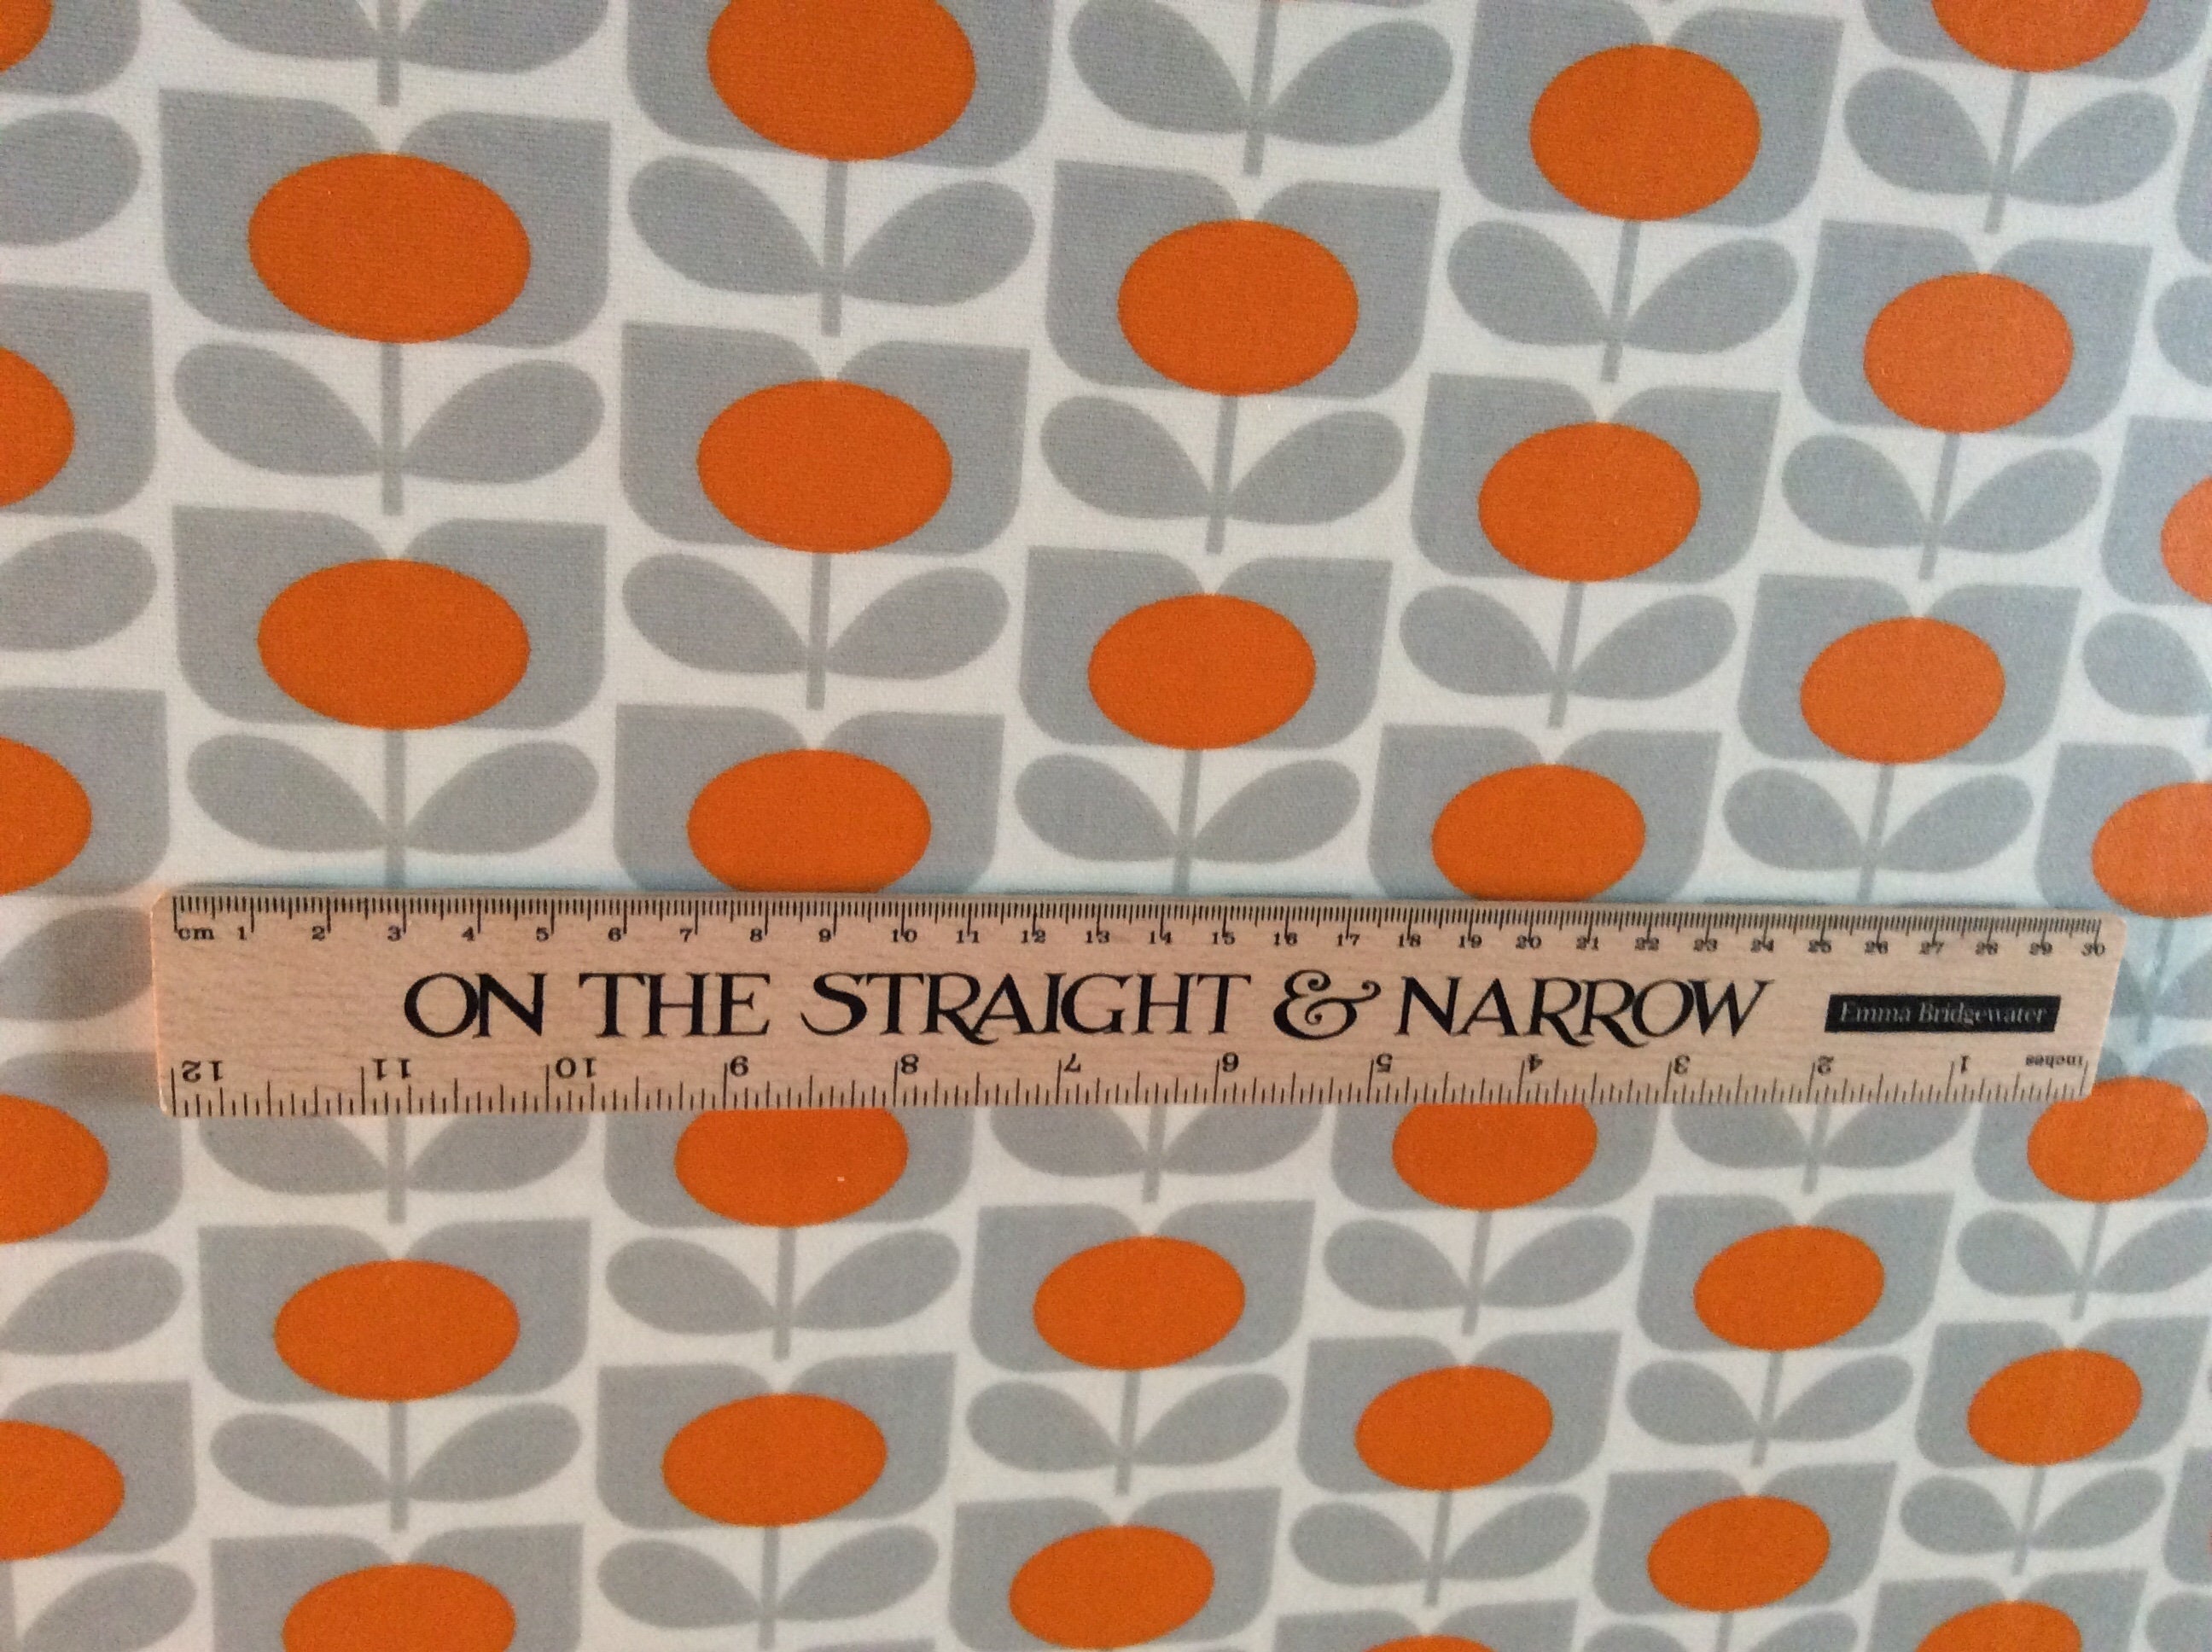 cm 1 2 3 4 5 6 7 8 9 10 11 12 13 14 15 16 17 18 19 20 21 22 23 24 25 26 27 28 29 30
ON THE STRAIGHT & NARROW Emma Bridgewater
12 11 10 9 8 7 6 5 4 3 2 1 inches